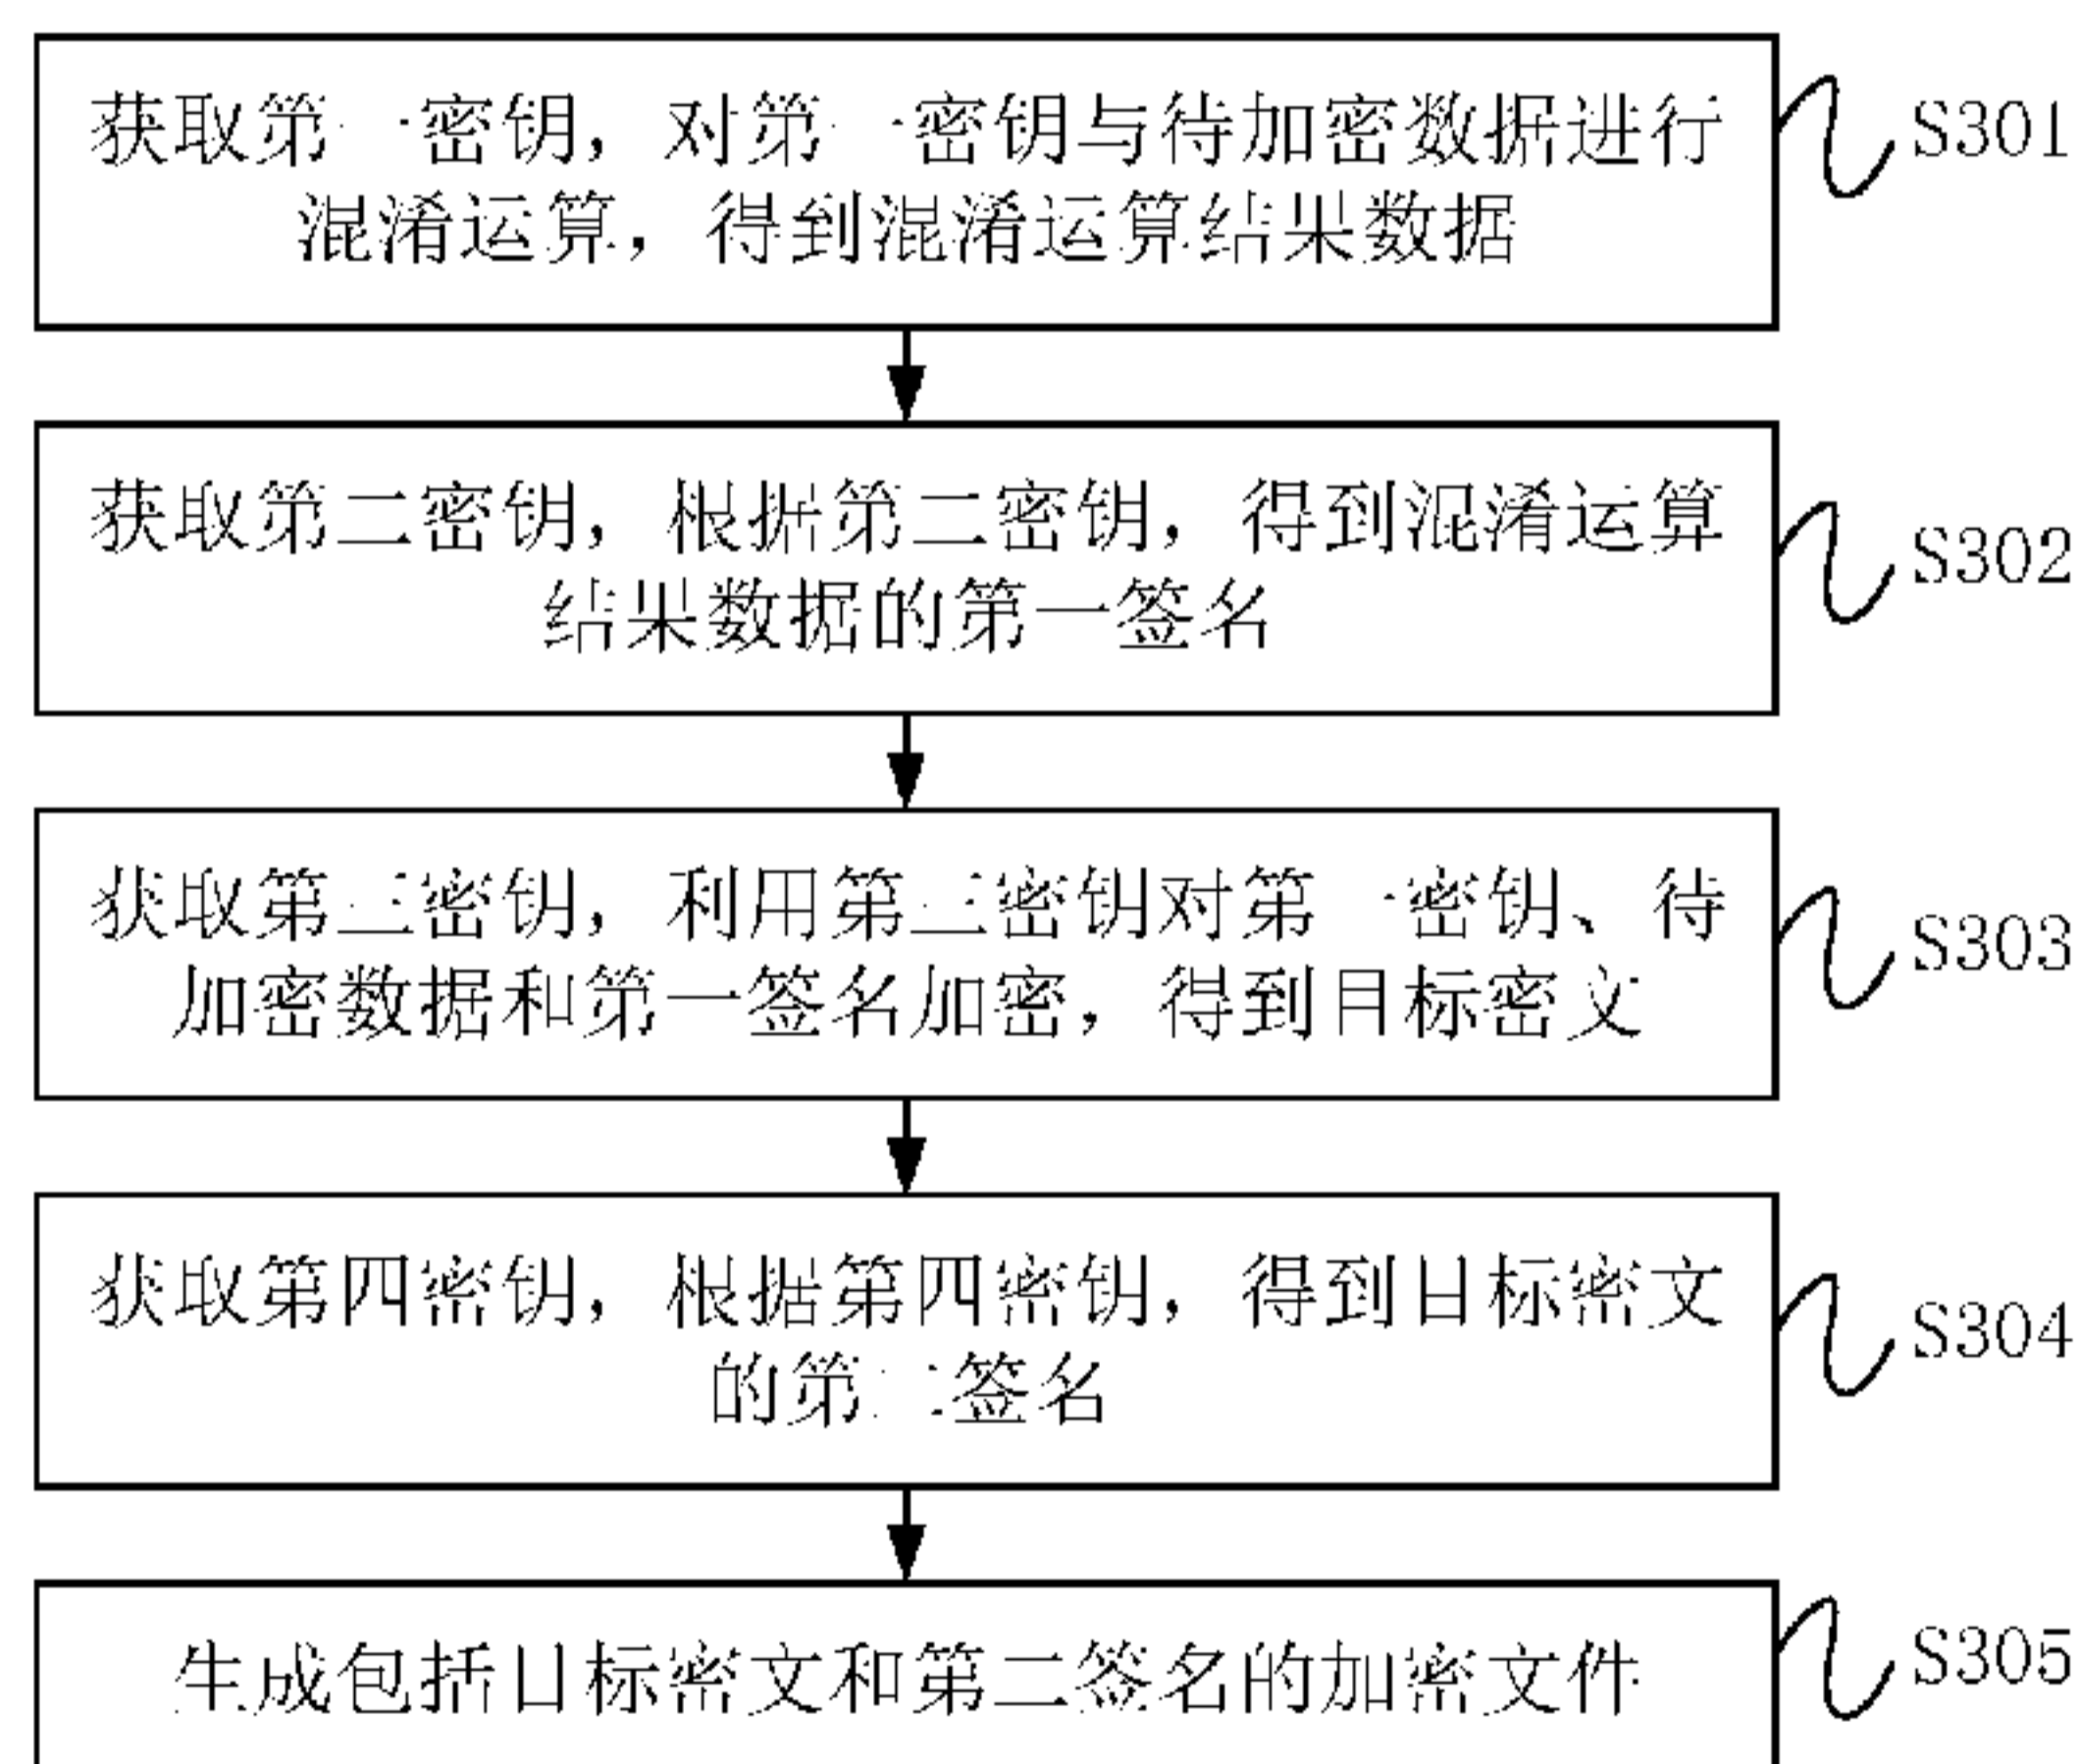 获取第一密钥，对第一密钥与待加密数据进行
混淆运算，得到混淆运算结果数据
S301
获取第二密钥，根据第二密钥，得到混淆运算
结果数据的第一签名
S302
获取第三密钥，利用第三密钥对第一密钥、待
加密数据和第一签名加密，得到目标密文
S303
获取第四密钥，根据第四密钥，得到目标密文
的第二签名
S304
生成包括目标密文和第二签名的加密文件
S305